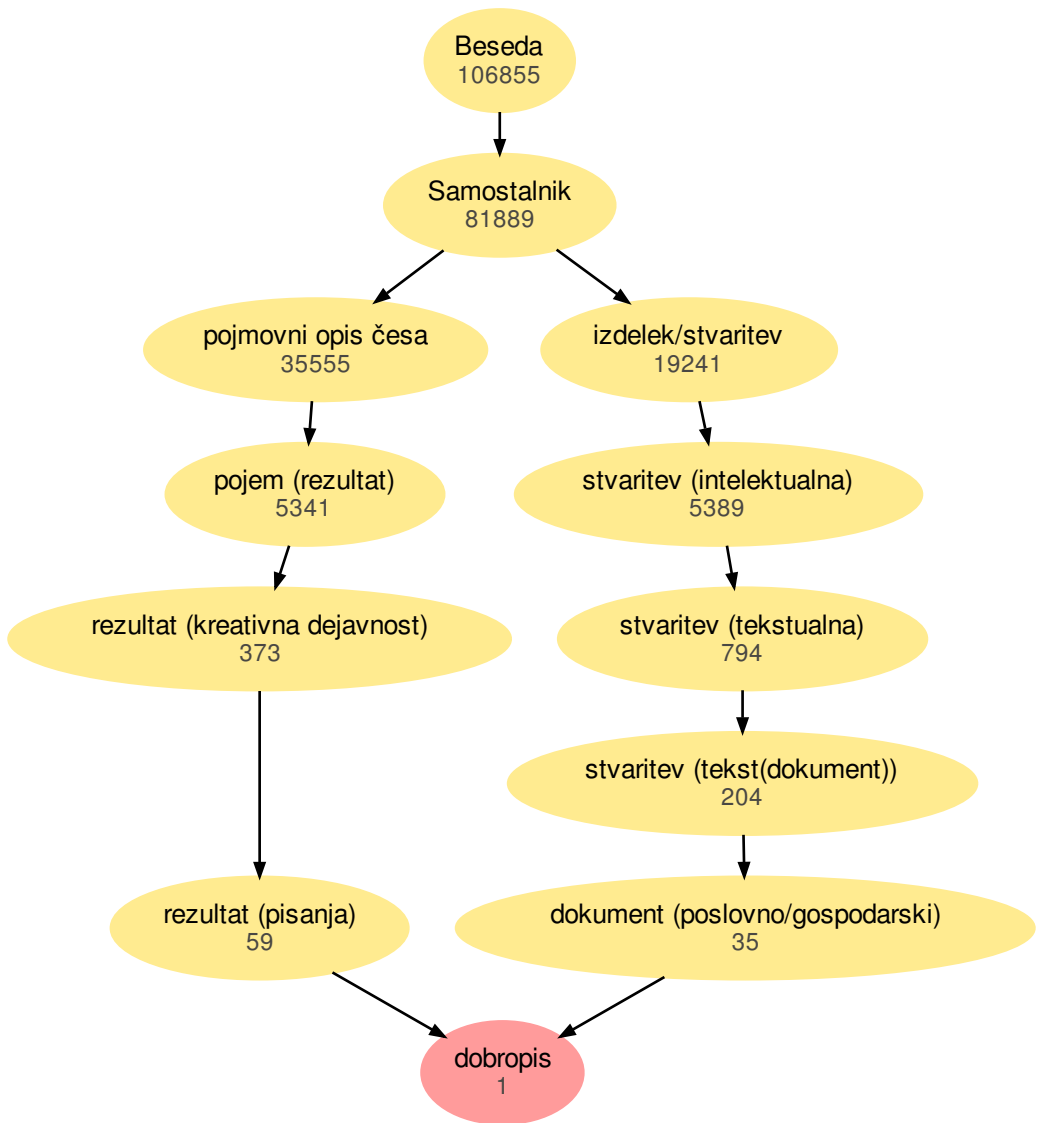 Beseda
106855
Samostalnik
81889
pojmovni opis česa
35555
izdelek/stvaritev
19241
pojem (rezultat)
5341
stvaritev (intelektualna)
5389
rezultat (kreativna dejavnost)
373
stvaritev (tekstualna)
794
stvaritev (tekst(dokument))
204
rezultat (pisanja)
59
dokument (poslovno/gospodarski)
35
dobropis
1